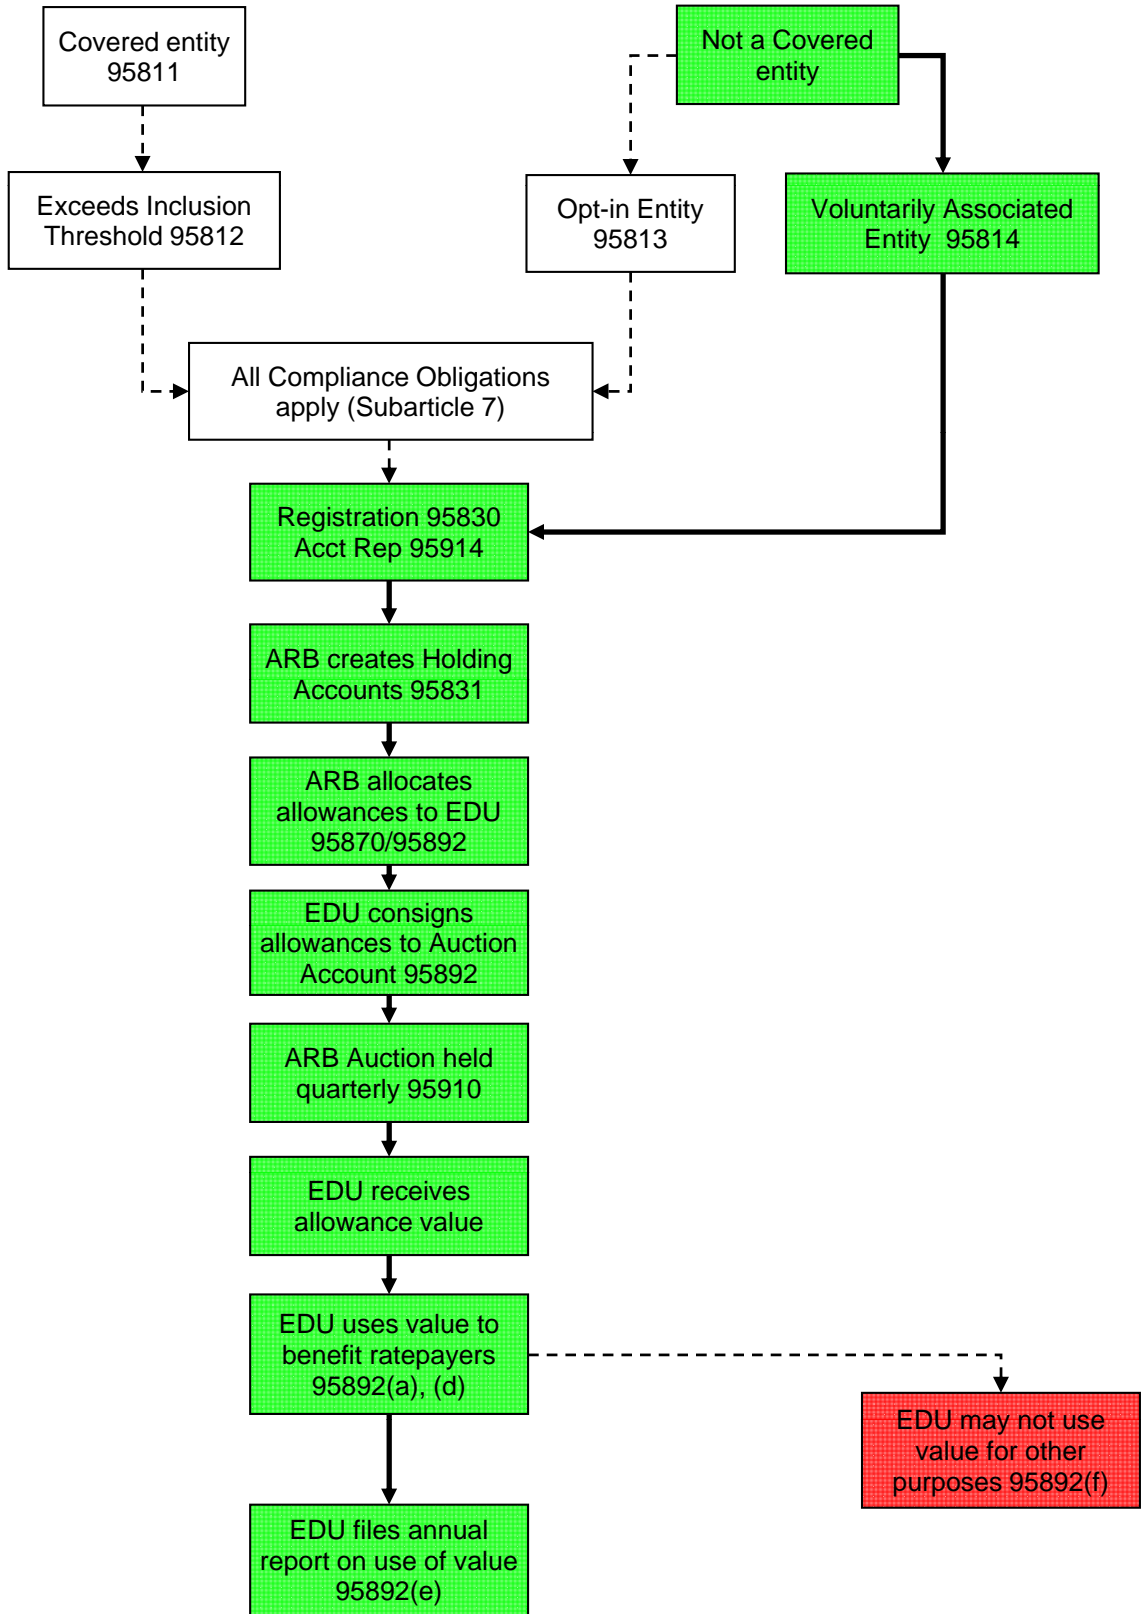 Covered entity
95811
Not a Covered
entity
Exceeds Inclusion
Threshold 95812
Opt-in Entity
95813
Voluntarily Associated
Entity 95814
All Compliance Obligations
apply (Subarticle 7)
Registration 95830
Acct Rep 95914
ARB creates Holding
Accounts 95831
ARB allocates
allowances to EDU
95870/95892
EDU consigns
allowances to Auction
Account 95892
ARB Auction held
quarterly 95910
EDU receives
allowance value
EDU uses value to
benefit ratepayers
95892(a), (d)
EDU may not use
value for other
purposes 95892(f)
EDU files annual
report on use of value
95892(e)